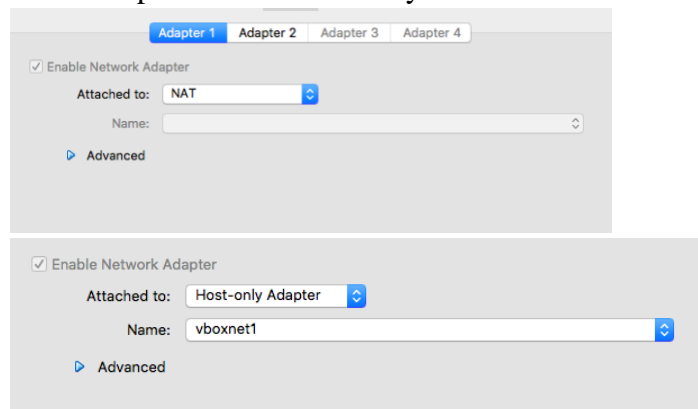 Adapter 1 Adapter 2 Adapter 3 Adapter 4
Enable Network Adapter
Attached to: NAT
Name:
Advanced
Enable Network Adapter
Attached to: Host-only Adapter
Name: vboxnet1
Advanced